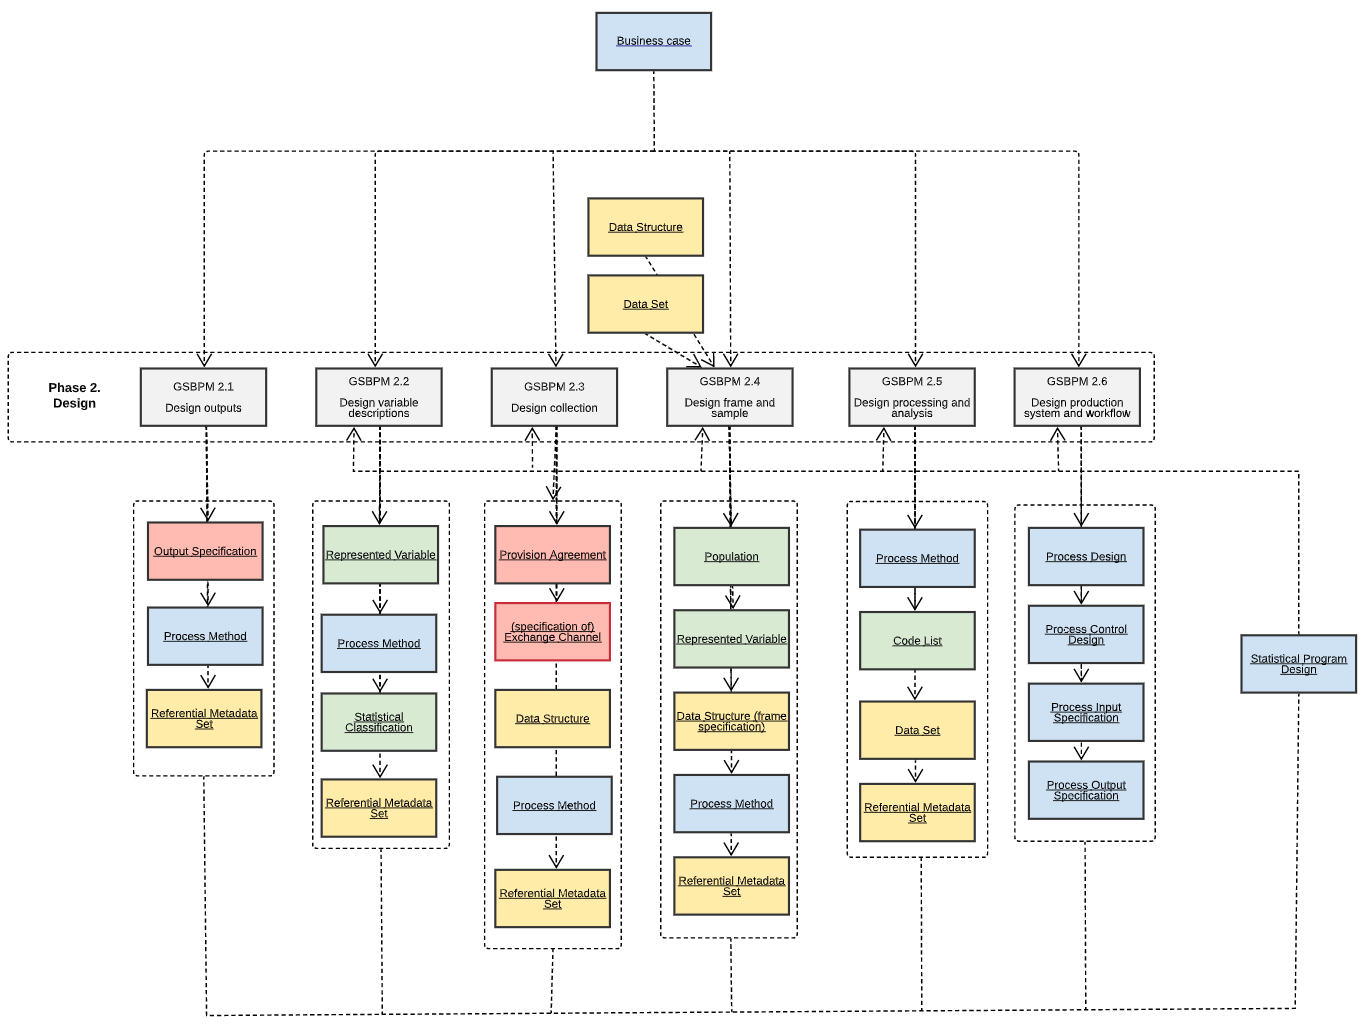 Business case
Data Structure
Data Set
Phase 2.
Design
GSBPM 2.1
Design outputs
GSBPM 2.2
Design variable
descriptions
GSBPM 2.3
Design collection
GSBPM 2.4
Design frame and
sample
GSBPM 2.5
Design processing and
analysis
GSBPM 2.6
Design production
system and workflow
Output Specification
Process Method
Referential Metadata
Set
Represented Variable
Process Method
Statistical
Classification
Referential Metadata
Set
Provision Agreement
(specification of)
Exchange Channel
Data Structure
Process Method
Referential Metadata
Set
Population
Represented Variable
Data Structure (frame
specification)
Process Method
Referential Metadata
Set
Process Method
Code List
Data Set
Referential Metadata
Set
Process Design
Process Control
Design
Process Input
Specification
Process Output
Specification
Statistical Program
Design